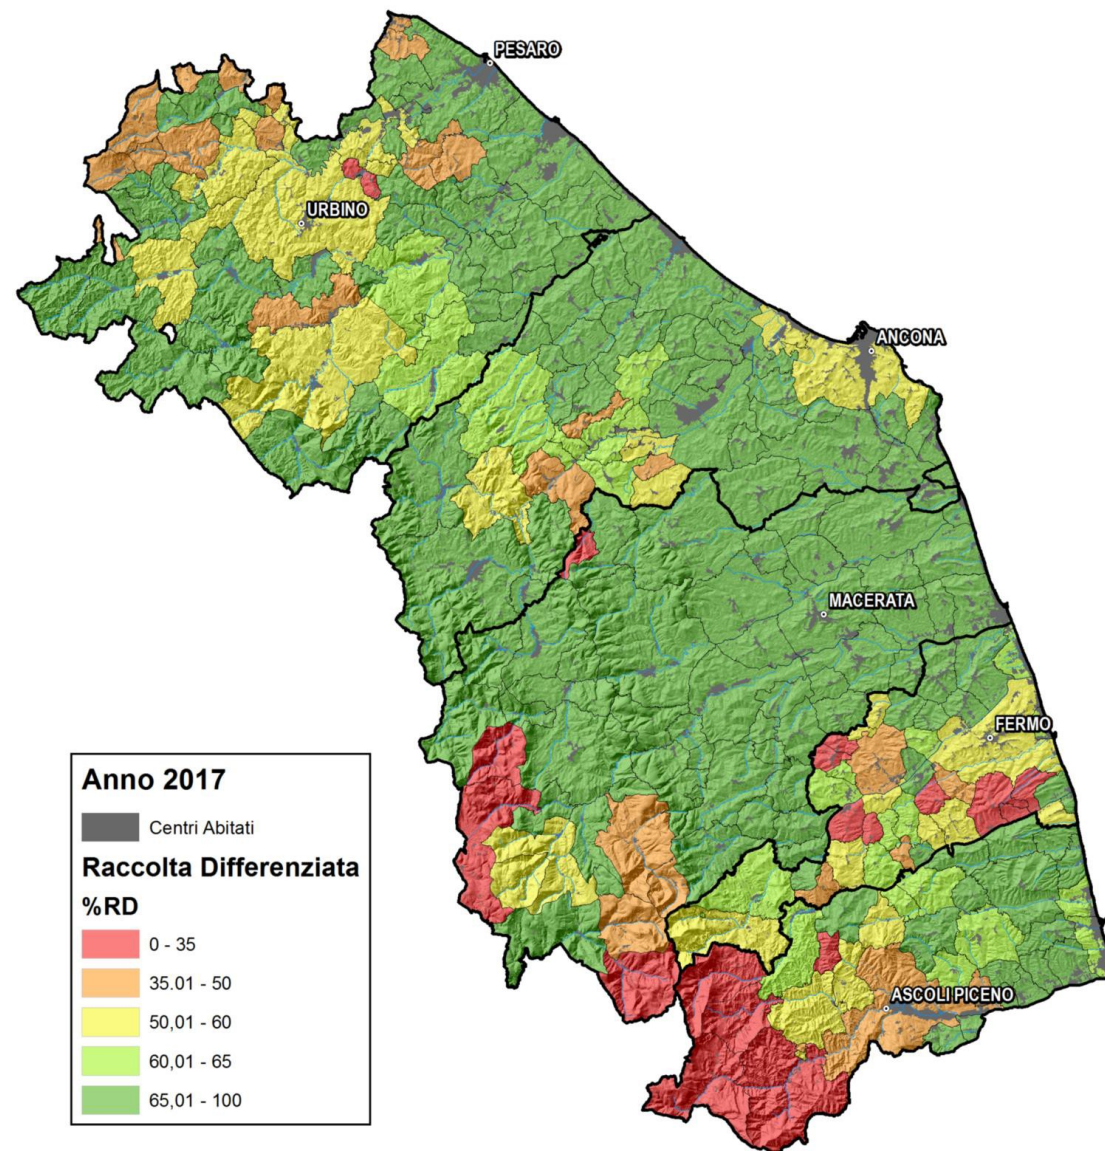 PESARO
URBINO
ANCONA
MACERATA
FERMO
ASCOLI PICENO
Anno 2017
Centri Abitati
Raccolta Differenziata
%RD
0 - 35
35.01 - 50
50,01 - 60
60,01 - 65
65,01 - 100